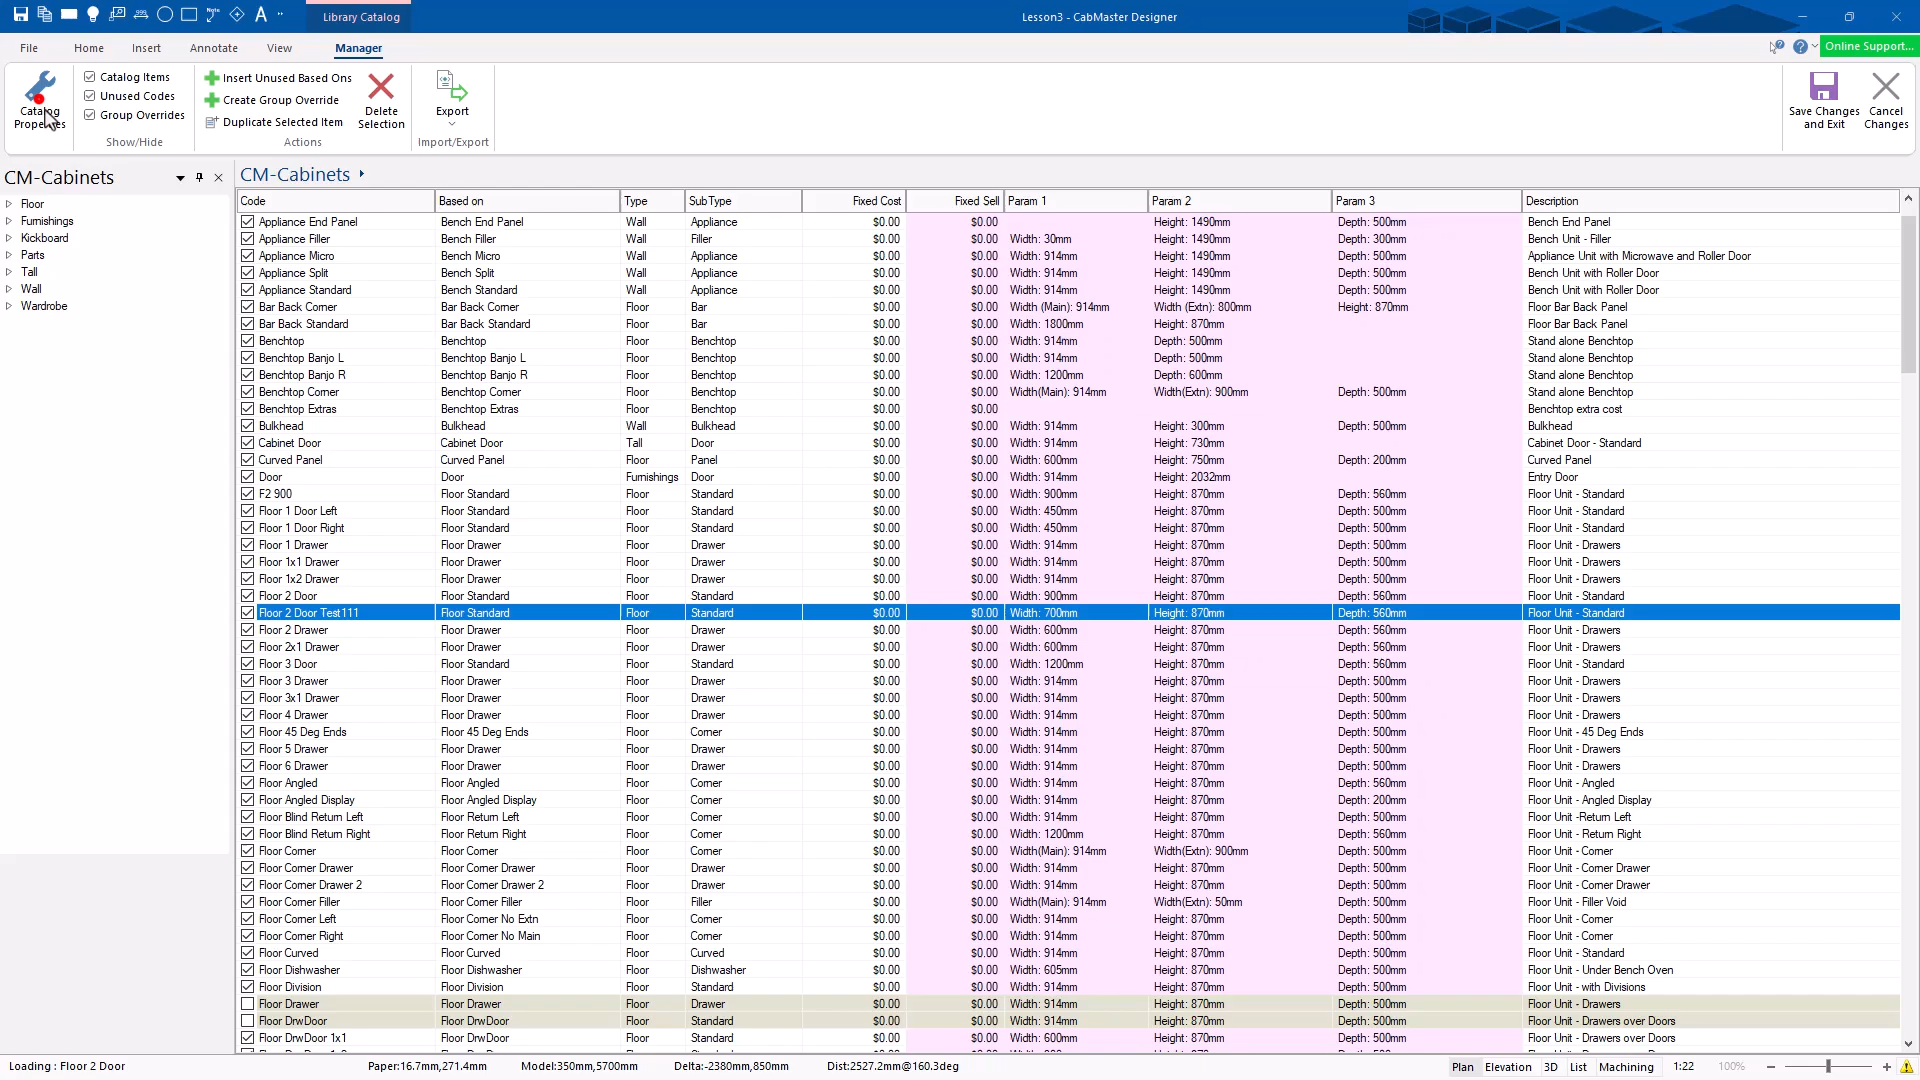 Library Catalog
Lesson3 - CabMaster Designer
File Home Insert Annotate View Manager
Online Support...
Catalog Properties
Catalog Items
Unused Codes
Group Overrides
Show/Hide
Insert Unused Based Ons
Create Group Override
Duplicate Selected Item
Actions
Delete Selection
Export
Import/Export
Save Changes and Exit
Cancel Changes
CM-Cabinets
Floor
Furnishings
Kickboard
Parts
Tall
Wall
Wardrobe
CM-Cabinets
Code Based on Type SubType Fixed Cost Fixed Sell Param 1 Param 2 Param 3 Description
Appliance End Panel Bench End Panel Wall Appliance $0.00 $0.00 Height: 1490mm Depth: 500mm Bench End Panel
Appliance Filler Bench Filler Wall Filler $0.00 $0.00 Width: 30mm Height: 1490mm Depth: 300mm Bench Unit - Filler
Appliance Micro Bench Micro Wall Appliance $0.00 $0.00 Width: 914mm Height: 1490mm Depth: 500mm Appliance Unit with Microwave and Roller Door
Appliance Split Bench Split Wall Appliance $0.00 $0.00 Width: 914mm Height: 1490mm Depth: 500mm Bench Unit with Roller Door
Appliance Standard Bench Standard Wall Appliance $0.00 $0.00 Width: 914mm Height: 1490mm Depth: 500mm Bench Unit with Roller Door
Bar Back Corner Bar Back Corner Floor Bar $0.00 $0.00 Width (Main): 914mm Width (Extn): 800mm Height: 870mm Floor Bar Back Panel
Bar Back Standard Bar Back Standard Floor Bar $0.00 $0.00 Width: 1800mm Height: 870mm Floor Bar Back Panel
Benchtop Benchtop Floor Benchtop $0.00 $0.00 Width: 914mm Depth: 500mm Stand alone Benchtop
Benchtop Banjo L Benchtop Banjo L Floor Benchtop $0.00 $0.00 Width: 914mm Depth: 500mm Stand alone Benchtop
Benchtop Banjo R Benchtop Banjo R Floor Benchtop $0.00 $0.00 Width: 1200mm Depth: 600mm Stand alone Benchtop
Benchtop Corner Benchtop Corner Floor Benchtop $0.00 $0.00 Width(Main): 914mm Width(Extn): 900mm Depth: 500mm Stand alone Benchtop
Benchtop Extras Benchtop Extras Floor Benchtop $0.00 $0.00 Benchtop extra cost
Bulkhead Bulkhead Wall Bulkhead $0.00 $0.00 Width: 914mm Height: 300mm Depth: 500mm Bulkhead
Cabinet Door Cabinet Door Tall Door $0.00 $0.00 Width: 914mm Height: 730mm Cabinet Door - Standard
Curved Panel Curved Panel Floor Panel $0.00 $0.00 Width: 600mm Height: 750mm Depth: 200mm Curved Panel
Door Door Furnishings Door $0.00 $0.00 Width: 914mm Height: 2032mm Entry Door
F2 900 Floor Standard Floor Standard $0.00 $0.00 Width: 900mm Height: 870mm Depth: 560mm Floor Unit - Standard
Floor 1 Door Left Floor Standard Floor Standard $0.00 $0.00 Width: 450mm Height: 870mm Depth: 560mm Floor Unit - Standard
Floor 1 Door Right Floor Standard Floor Standard $0.00 $0.00 Width: 450mm Height: 870mm Depth: 560mm Floor Unit - Standard
Floor 1 Drawer Floor Drawer Floor Drawer $0.00 $0.00 Width: 914mm Height: 870mm Depth: 500mm Floor Unit - Drawers
Floor 1x1 Drawer Floor Drawer Floor Drawer $0.00 $0.00 Width: 914mm Height: 870mm Depth: 500mm Floor Unit - Drawers
Floor 1x2 Drawer Floor Drawer Floor Drawer $0.00 $0.00 Width: 914mm Height: 870mm Depth: 500mm Floor Unit - Drawers
Floor 2 Door Floor Standard Floor Standard $0.00 $0.00 Width: 900mm Height: 870mm Depth: 560mm Floor Unit - Standard
Floor 2 Door Test111 Floor Standard Floor Standard $0.00 $0.00 Width: 700mm Height: 870mm Depth: 560mm Floor Unit - Standard
Floor 2 Drawer Floor Drawer Floor Drawer $0.00 $0.00 Width: 600mm Height: 870mm Depth: 560mm Floor Unit - Drawers
Floor 2x1 Drawer Floor Drawer Floor Drawer $0.00 $0.00 Width: 600mm Height: 870mm Depth: 560mm Floor Unit - Drawers
Floor 3 Door Floor Standard Floor Standard $0.00 $0.00 Width: 1200mm Height: 870mm Depth: 560mm Floor Unit - Standard
Floor 3 Drawer Floor Drawer Floor Drawer $0.00 $0.00 Width: 914mm Height: 870mm Depth: 500mm Floor Unit - Drawers
Floor 3x1 Drawer Floor Drawer Floor Drawer $0.00 $0.00 Width: 914mm Height: 870mm Depth: 500mm Floor Unit - Drawers
Floor 4 Drawer Floor Drawer Floor Drawer $0.00 $0.00 Width: 914mm Height: 870mm Depth: 500mm Floor Unit - Drawers
Floor 45 Deg Ends Floor 45 Deg Ends Floor Corner $0.00 $0.00 Width: 914mm Height: 870mm Depth: 500mm Floor Unit - 45 Deg Ends
Floor 5 Drawer Floor Drawer Floor Drawer $0.00 $0.00 Width: 914mm Height: 870mm Depth: 500mm Floor Unit - Drawers
Floor 6 Drawer Floor Drawer Floor Drawer $0.00 $0.00 Width: 914mm Height: 870mm Depth: 500mm Floor Unit - Drawers
Floor Angled Floor Angled Floor Corner $0.00 $0.00 Width: 914mm Height: 870mm Depth: 560mm Floor Unit - Angled
Floor Angled Display Floor Angled Display Floor Corner $0.00 $0.00 Width: 914mm Height: 870mm Depth: 200mm Floor Unit - Angled Display
Floor Blind Return Left Floor Return Left Floor Corner $0.00 $0.00 Width: 914mm Height: 870mm Depth: 500mm Floor Unit -Return Left
Floor Blind Return Right Floor Return Right Floor Corner $0.00 $0.00 Width: 1200mm Height: 870mm Depth: 560mm Floor Unit - Return Right
Floor Corner Floor Corner Floor Corner $0.00 $0.00 Width(Main): 914mm Width(Extn): 900mm Depth: 500mm Floor Unit - Corner
Floor Corner Drawer Floor Corner Drawer Floor Drawer $0.00 $0.00 Width: 914mm Height: 870mm Depth: 500mm Floor Unit - Corner Drawer
Floor Corner Drawer 2 Floor Corner Drawer 2 Floor Drawer $0.00 $0.00 Width: 914mm Height: 870mm Depth: 500mm Floor Unit - Corner Drawer
Floor Corner Filler Floor Corner Filler Floor Filler $0.00 $0.00 Width(Main): 914mm Width(Extn): 50mm Depth: 500mm Floor Unit - Filler Void
Floor Corner Left Floor Corner No Extn Floor Corner $0.00 $0.00 Width: 914mm Height: 870mm Depth: 500mm Floor Unit - Corner
Floor Corner Right Floor Corner No Main Floor Corner $0.00 $0.00 Width: 914mm Height: 870mm Depth: 500mm Floor Unit - Corner
Floor Curved Floor Curved Floor Curved $0.00 $0.00 Width: 914mm Height: 870mm Depth: 500mm Floor Unit - Standard
Floor Dishwasher Floor Dishwasher Floor Dishwasher $0.00 $0.00 Width: 605mm Height: 870mm Depth: 500mm Floor Unit - Under Bench Oven
Floor Division Floor Division Floor Standard $0.00 $0.00 Width: 914mm Height: 870mm Depth: 500mm Floor Unit - with Divisions
Floor Drawer Floor Drawer Floor Drawer $0.00 $0.00 Width: 914mm Height: 870mm Depth: 500mm Floor Unit - Drawers
Floor DrwDoor Floor DrwDoor Floor Standard $0.00 $0.00 Width: 914mm Height: 870mm Depth: 500mm Floor Unit - Drawers over Doors
Floor DrwDoor 1x1 Floor DrwDoor Floor Standard $0.00 $0.00 Width: 600mm Height: 870mm Depth: 500mm Floor Unit - Drawers over Doors
Loading : Floor 2 Door Paper:16.7mm,271.4mm Model:350mm,5700mm Delta:-2380mm,850mm Dist:2527.2mm@160.3deg Plan Elevation 3D List Machining 1:22 100%